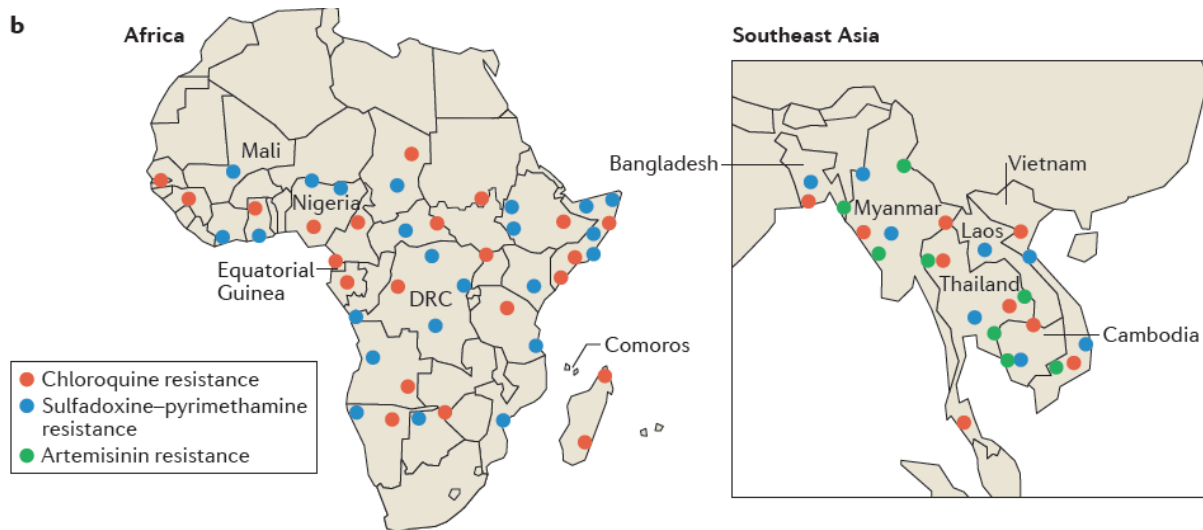 b
Africa
Southeast Asia
Mali
Nigeria
Equatorial
Guinea
DRC
Comoros
Bangladesh
Vietnam
Myanmar
Laos
Thailand
Cambodia
Chloroquine resistance
Sulfadoxine–pyrimethamine
resistance
Artemisinin resistance